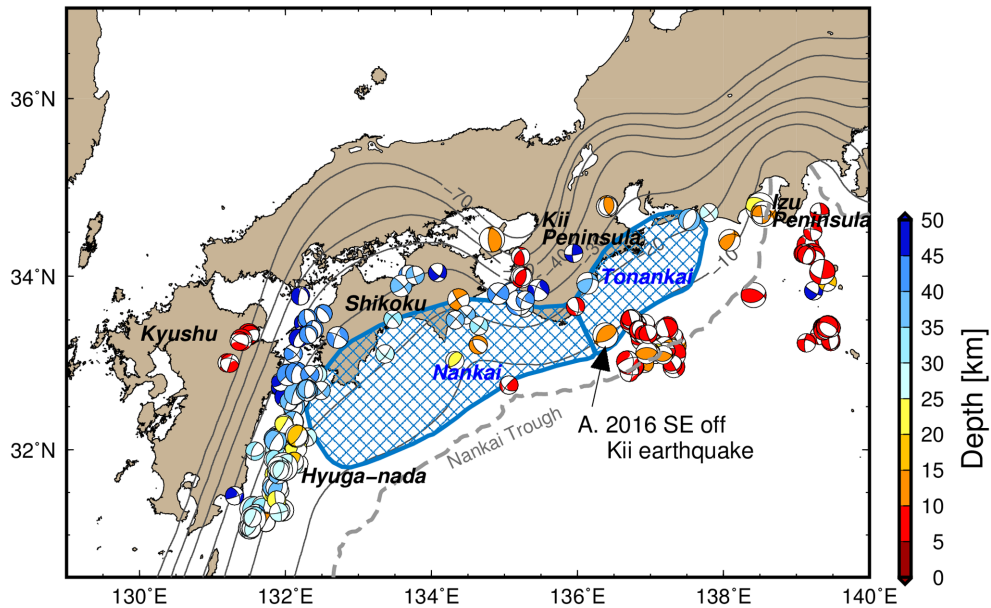 36°N
34°N
32°N
130°E
132°E
134°E
136°E
138°E
140°E
−70
−40
−20
−10
Kii
Peninsula
Izu
Peninsula
Tonankai
Shikoku
Kyushu
Nankai
Nankai Trough
A. 2016 SE off
Kii earthquake
Hyuga−nada
50
45
40
35
30
25
20
15
10
5
0
Depth [km]